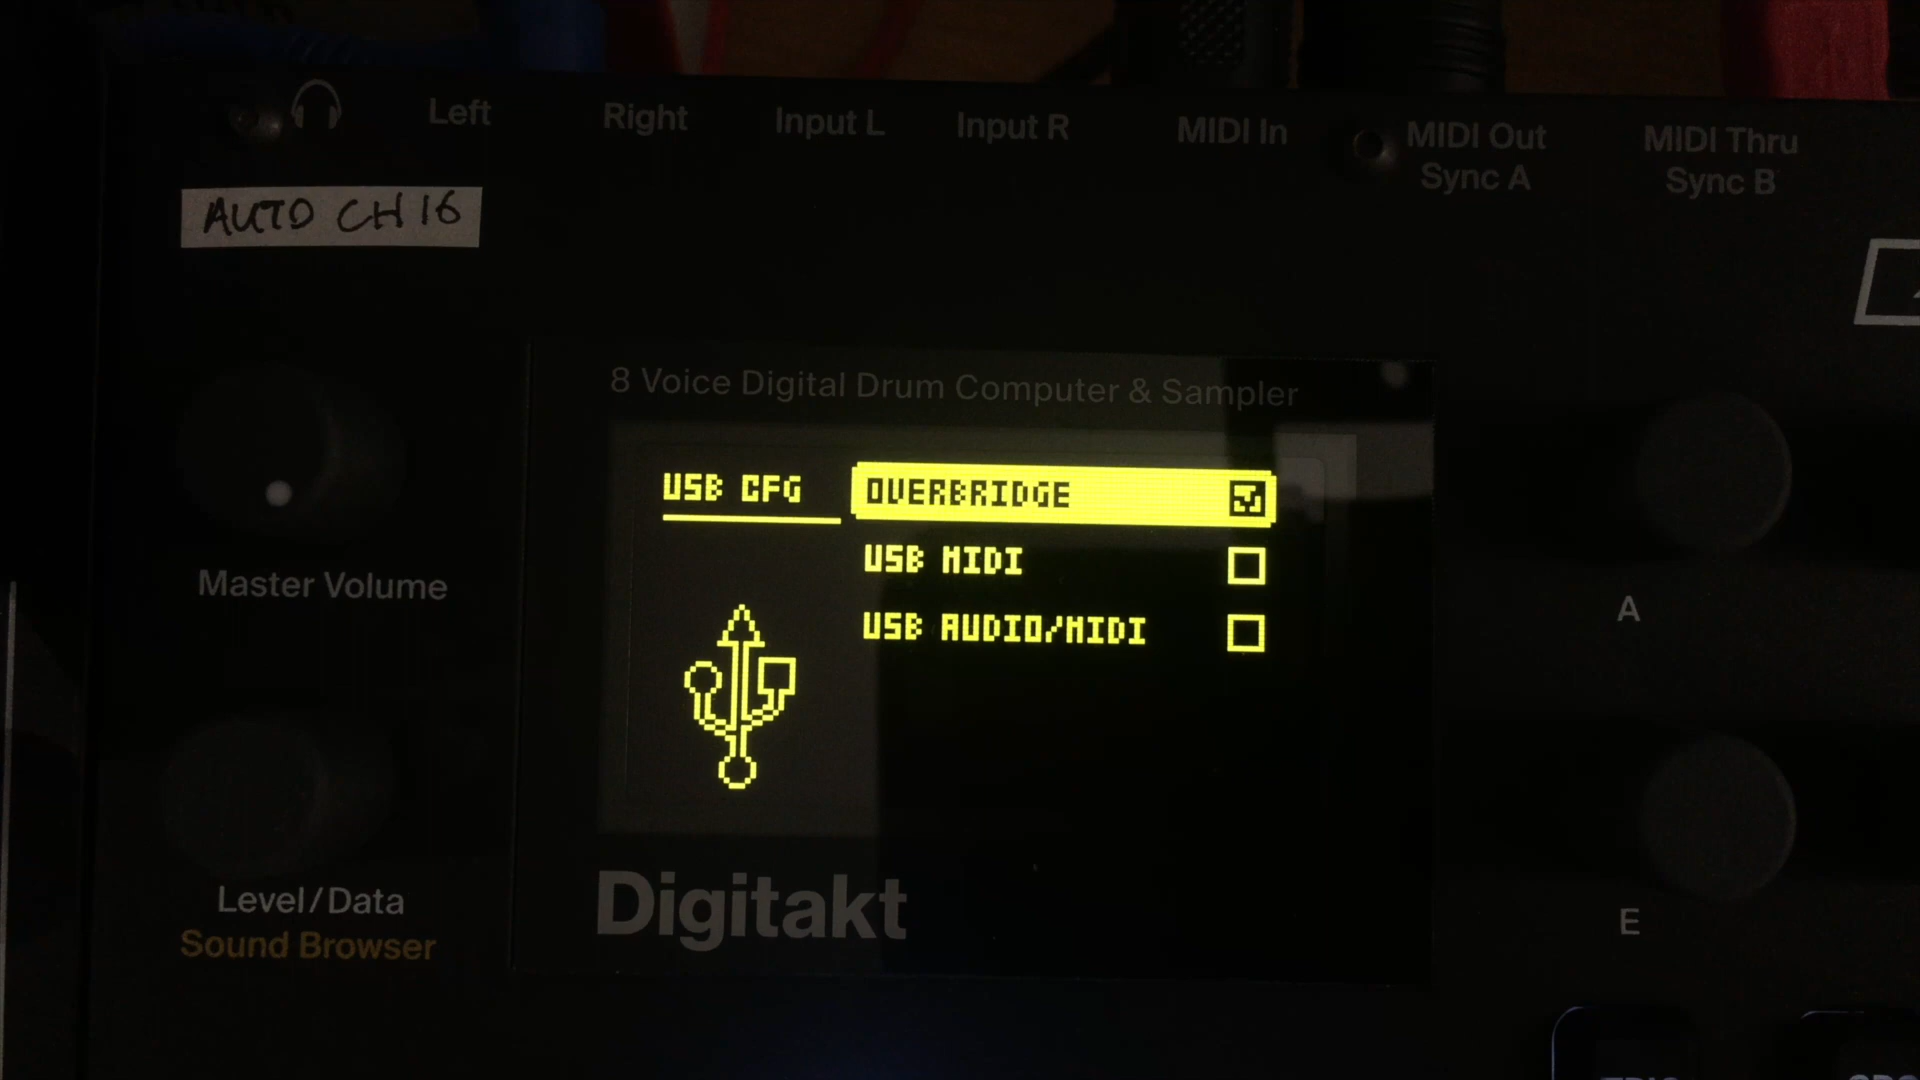 Left
Right
Input L
Input R
MIDI In
MIDI Out
Sync A
MIDI Thru
Sync B
AUTO CH 16
8 Voice Digital Drum Computer & Sampler
USB CFG
OVERBRIDGE
USB MIDI
USB AUDIO/MIDI
Master Volume
A
Level/Data
Sound Browser
Digitakt
E